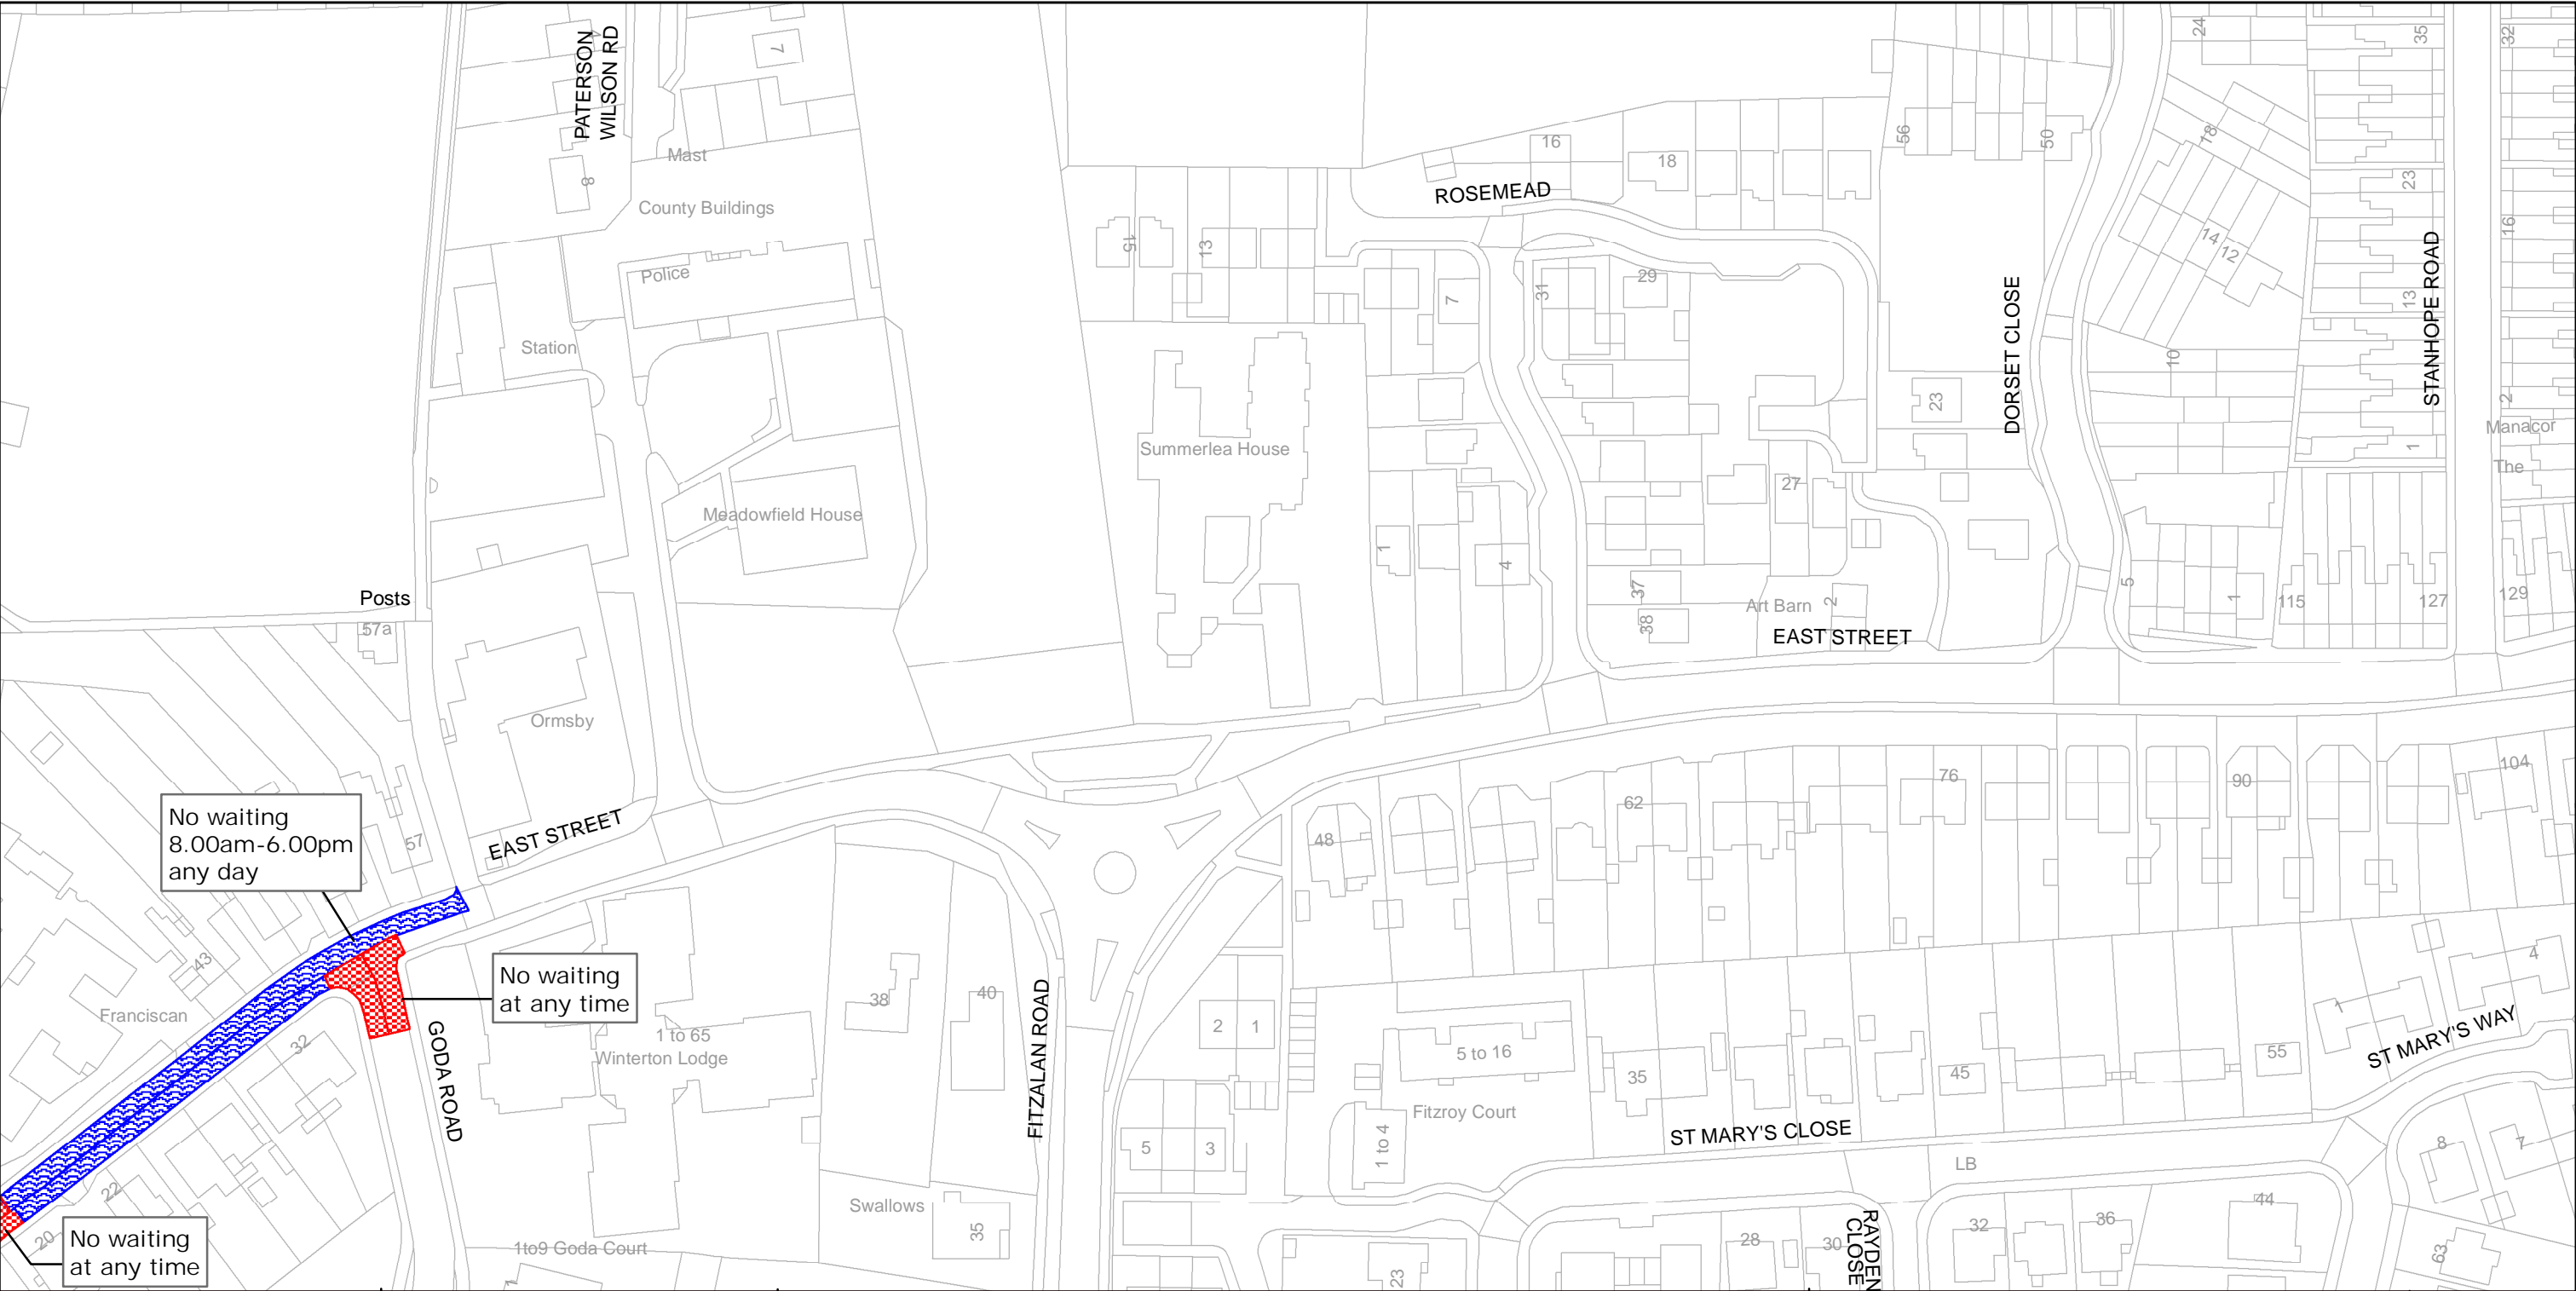 PATERSON
WILSON RD
4
7
24
35
32
Mast
8
County Buildings
16
18
56
50
18
23
ROSEMEAD
15
13
Police
7
31
29
14
12
16
13
STANHOPE ROAD
DORSET CLOSE
Station
10
2
Summerlea House
23
Manacor
1
The
Meadowfield House
27
1
4
Posts
57a
37
38
Art Barn
2
EAST STREET
5
1
115
127
129
Ormsby
No waiting
8.00am-6.00pm
any day
57
EAST STREET
48
62
76
90
104
43
No waiting
at any time
Franciscan
32
GODA ROAD
1 to 65
Winterton Lodge
38
40
FITZALAN ROAD
2
1
5 to 16
35
45
55
1
4
ST MARY'S WAY
Fitzroy Court
1 to 4
ST MARY'S CLOSE
5
3
LB
8
7
22
20
No waiting
at any time
Swallows
35
1to9 Goda Court
1
23
28
30
RAYDEN
CLOSE
32
36
44
63